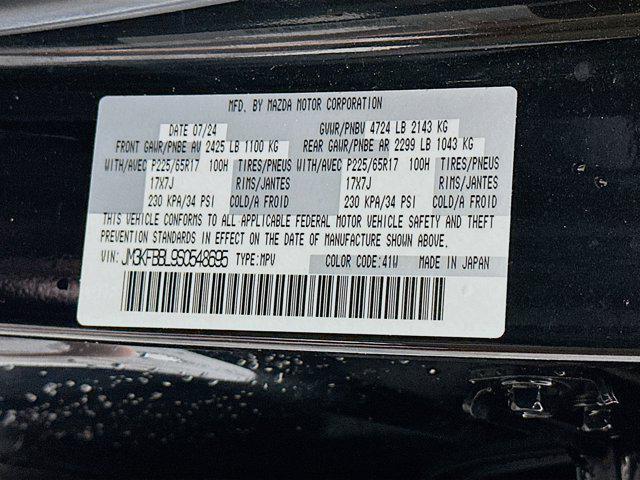 MFD. BY MAZDA MOTOR CORPORATION
DATE 07/24 GVWR/PNBV 4724 LB 2143 KG
FRONT GAWR/PNBE AV 2425 LB 1100 KG REAR GAWR/PNBE AR 2299 LB 1043 KG
WITH/AVEC P225/65R17 100H TIRES/PNEUS WITH/AVEC P225/65R17 100H TIRES/PNEUS
17X7J RIMS/JANTES 17X7J RIMS/JANTES
230 KPA/34 PSI COLD/A FROID 230 KPA/34 PSI COLD/A FROID
THIS VEHICLE CONFORMS TO ALL APPLICABLE FEDERAL MOTOR VEHICLE SAFETY AND THEFT
PREVENTION STANDARDS IN EFFECT ON THE DATE OF MANUFACTURE SHOWN ABOVE.
VIN: JM3KFBBL9S0548695 TYPE:MPV COLOR CODE:41W MADE IN JAPAN